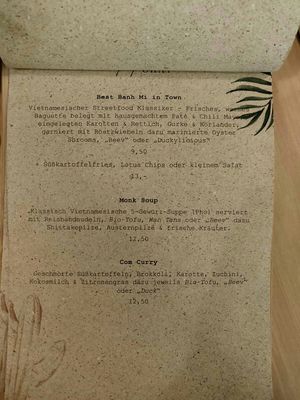 Best Banh Mi in Town
Vietnamesischer Streetfood Klassiker - Frisches,
Baguette belegt mit hausgemachtem Paté & Chili Mayo
eingelegten Karotten & Rettich, Gurke & Koriander,
garniert mit Röstzwiebeln dazu marinierte Oyster
Shrooms, „Beev" oder „Duckylicious"
9,50
+ Süßkartoffelfries, Lotus Chips oder kleinem Salat
13,-
Monk Soup
Klassisch Vietnamesische 5-Gewürz-Suppe (Pho) serviert
mit Reisbandnudeln, Bio-Tofu, Wan Tans oder „Beev" dazu
Shiitakepilze, Austernpilze & frische Kräuter.
12,50
Com Curry
Geschmorte Süßkartoffeln, Brokkoli, Karotte, Zuchini,
Kokosmilch & Zitronengras dazu jeweils Bio-Tofu, „Beev"
oder „Duck"
12,50